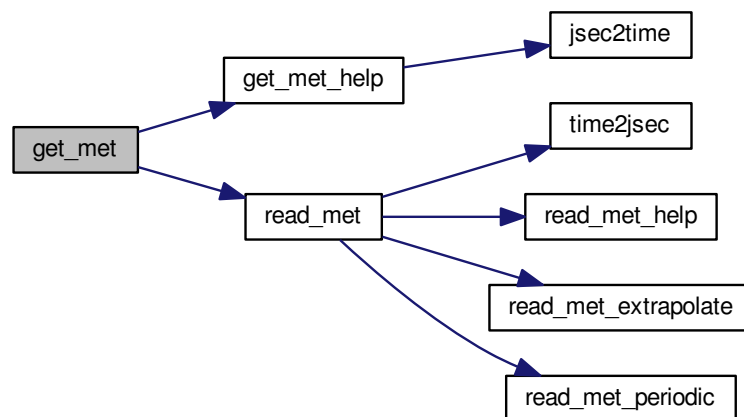 jsec2time
get_met_help
time2jsec
get_met
read_met
read_met_help
read_met_extrapolate
read_met_periodic